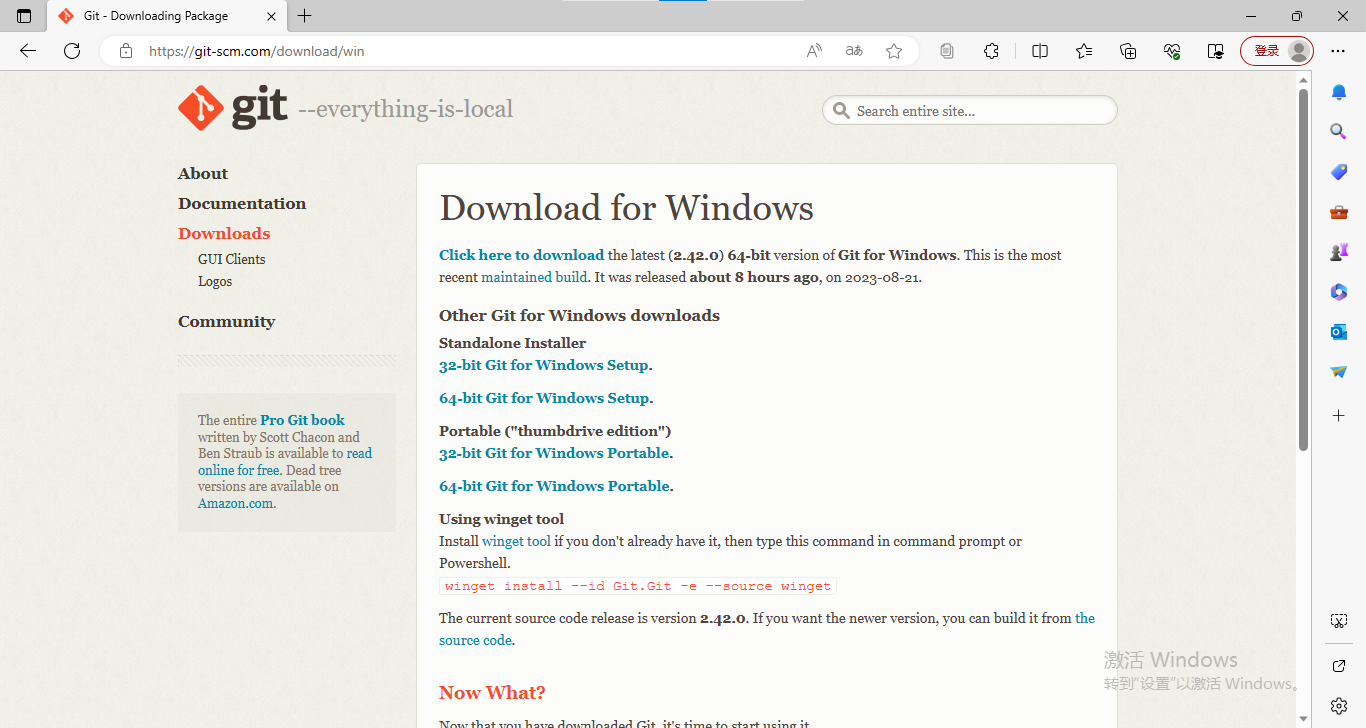 Git - Downloading Package
https://git-scm.com/download/win
登录
git --everything-is-local
Search entire site...
About
Documentation
Downloads
GUI Clients
Logos
Community
The entire Pro Git book
written by Scott Chacon and
Ben Straub is available to read
online for free. Dead tree
versions are available on
Amazon.com.
Download for Windows
Click here to download the latest (2.42.0) 64-bit version of Git for Windows. This is the most
recent maintained build. It was released about 8 hours ago, on 2023-08-21.
Other Git for Windows downloads
Standalone Installer
32-bit Git for Windows Setup.
64-bit Git for Windows Setup.
Portable ("thumbdrive edition")
32-bit Git for Windows Portable.
64-bit Git for Windows Portable.
Using winget tool
Install winget tool if you don't already have it, then type this command in command prompt or
Powershell.
winget install --id Git.Git -e --source winget
The current source code release is version 2.42.0. If you want the newer version, you can build it from the
source code.
Now What?
Now that you have downloaded Git, it's time to start using it.
激活 Windows
转到"设置"以激活 Windows。